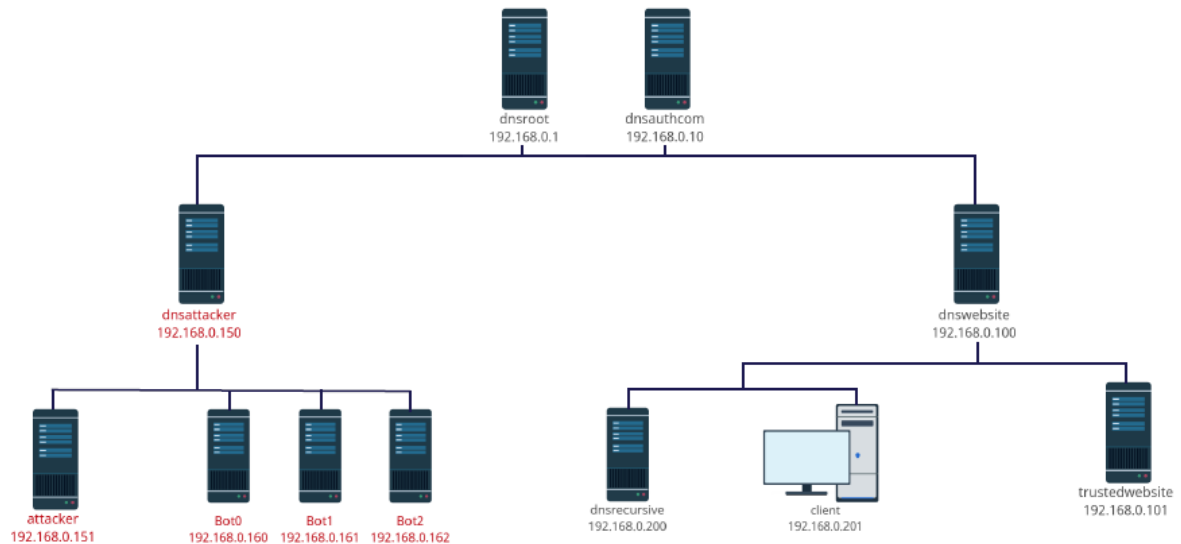 dnsroot
192.168.0.1
dnsauthcom
192.168.0.10
dnsattacker
192.168.0.150
dnswebsite
192.168.0.100
attacker
192.168.0.151
Bot0
192.168.0.160
Bot1
192.168.0.161
Bot2
192.168.0.162
dnsrecursive
192.168.0.200
client
192.168.0.201
trustedwebsite
192.168.0.101